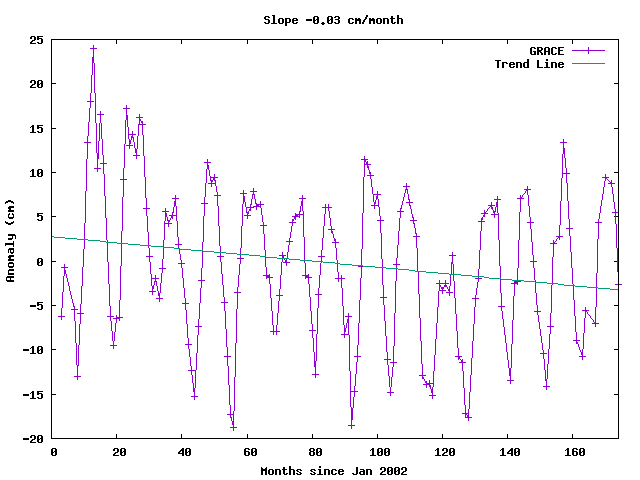 Slope -0.03 cm/month
GRACE
Trend Line
Anomaly (cm)
25
20
15
10
5
0
-5
-10
-15
-20
0 20 40 60 80 100 120 140 160
Months since Jan 2002